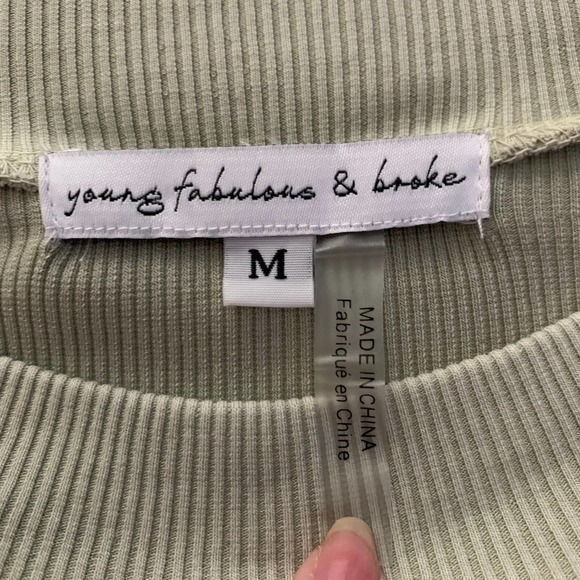 young fabulous & broke
M
MADE IN CHINA
Fabriqué en Chine